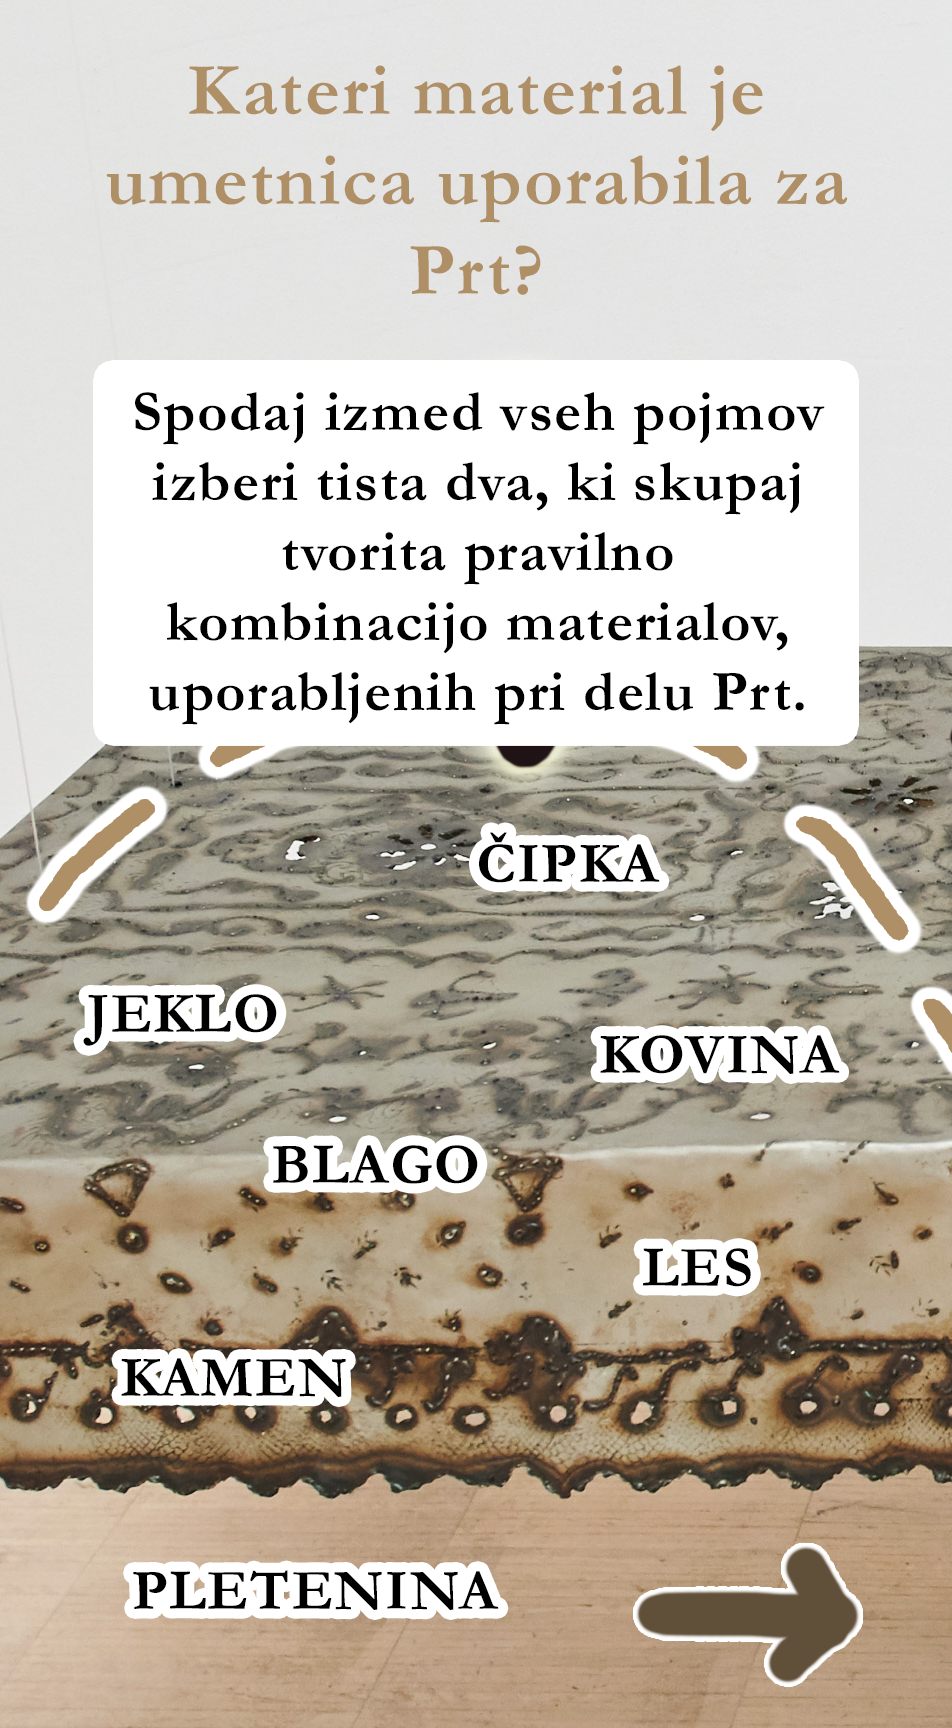 Kateri material je
umetnica uporabila za
Prt?
Spodaj izmed vseh pojmov
izberi tista dva, ki skupaj
tvorita pravilno
kombinacijo materialov,
uporabljenih pri delu Prt.
ČIPKA
JEKLO
KOVINA
BLAGO
LES
KAMEN
PLETENINA